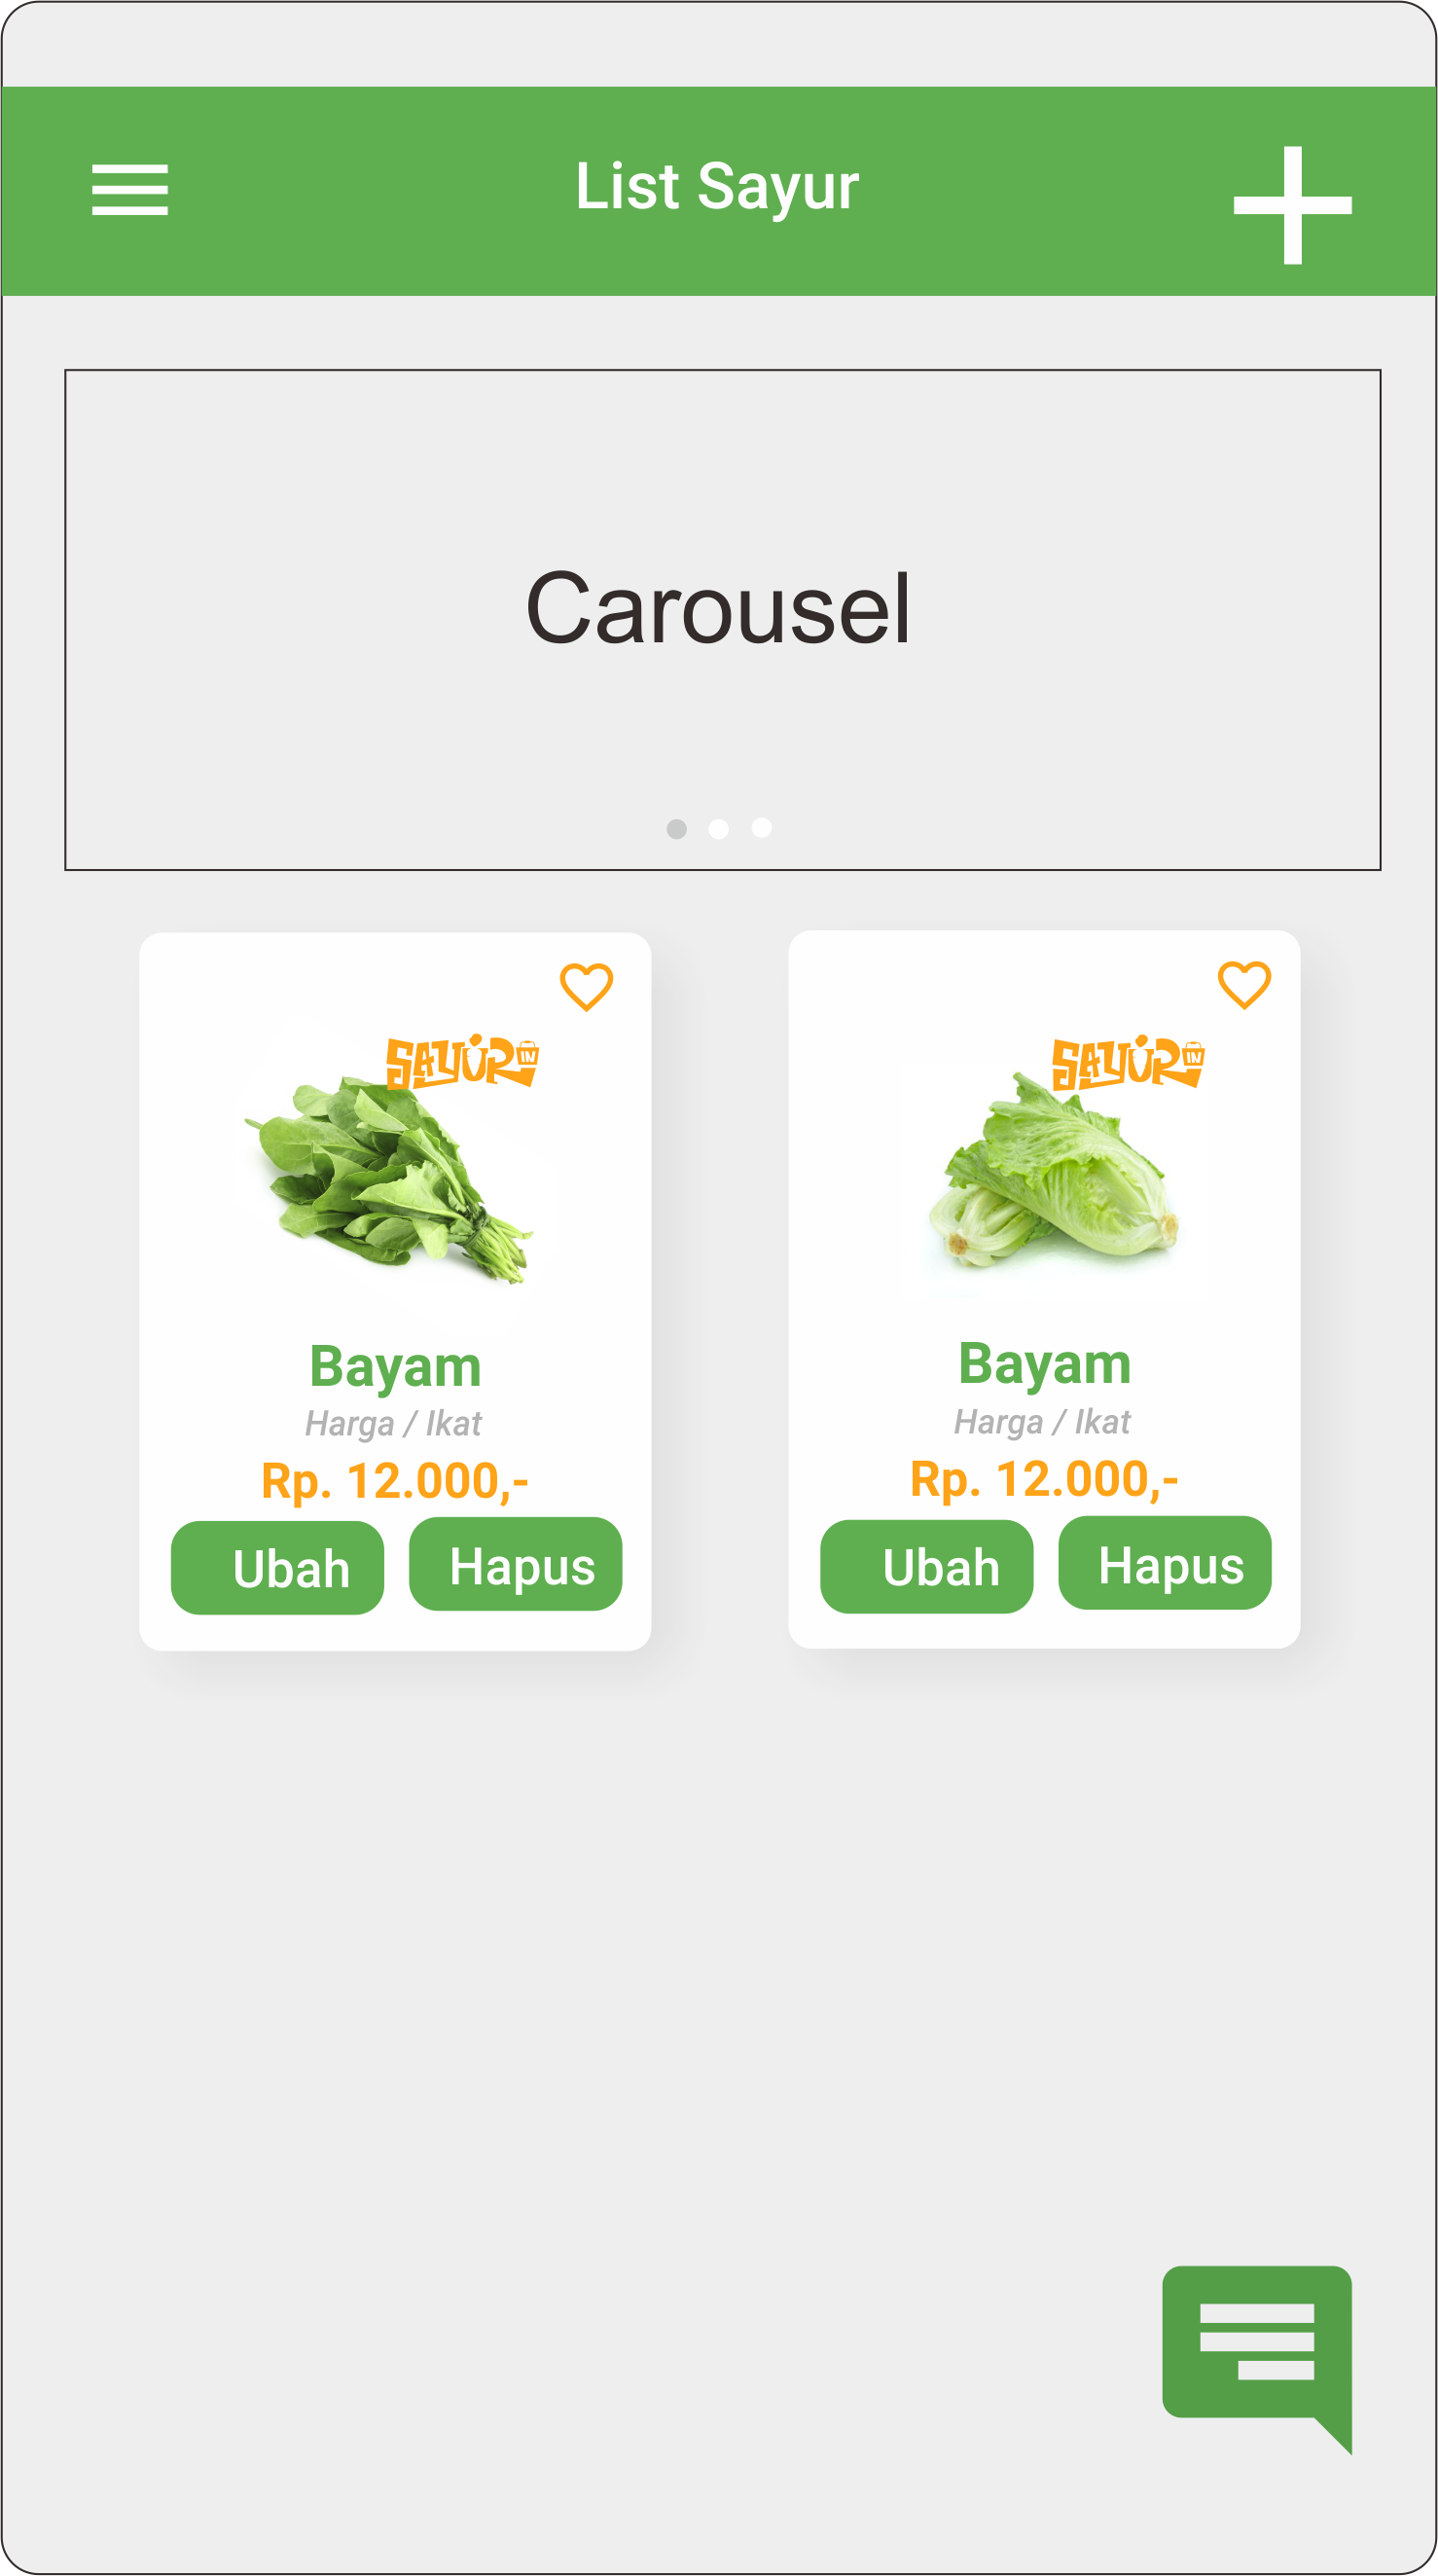 List Sayur
Carousel
SAYUR IN
SAYUR IN
Bayam
Harga / Ikat
Rp. 12.000,-
Ubah
Hapus
Bayam
Harga / Ikat
Rp. 12.000,-
Ubah
Hapus